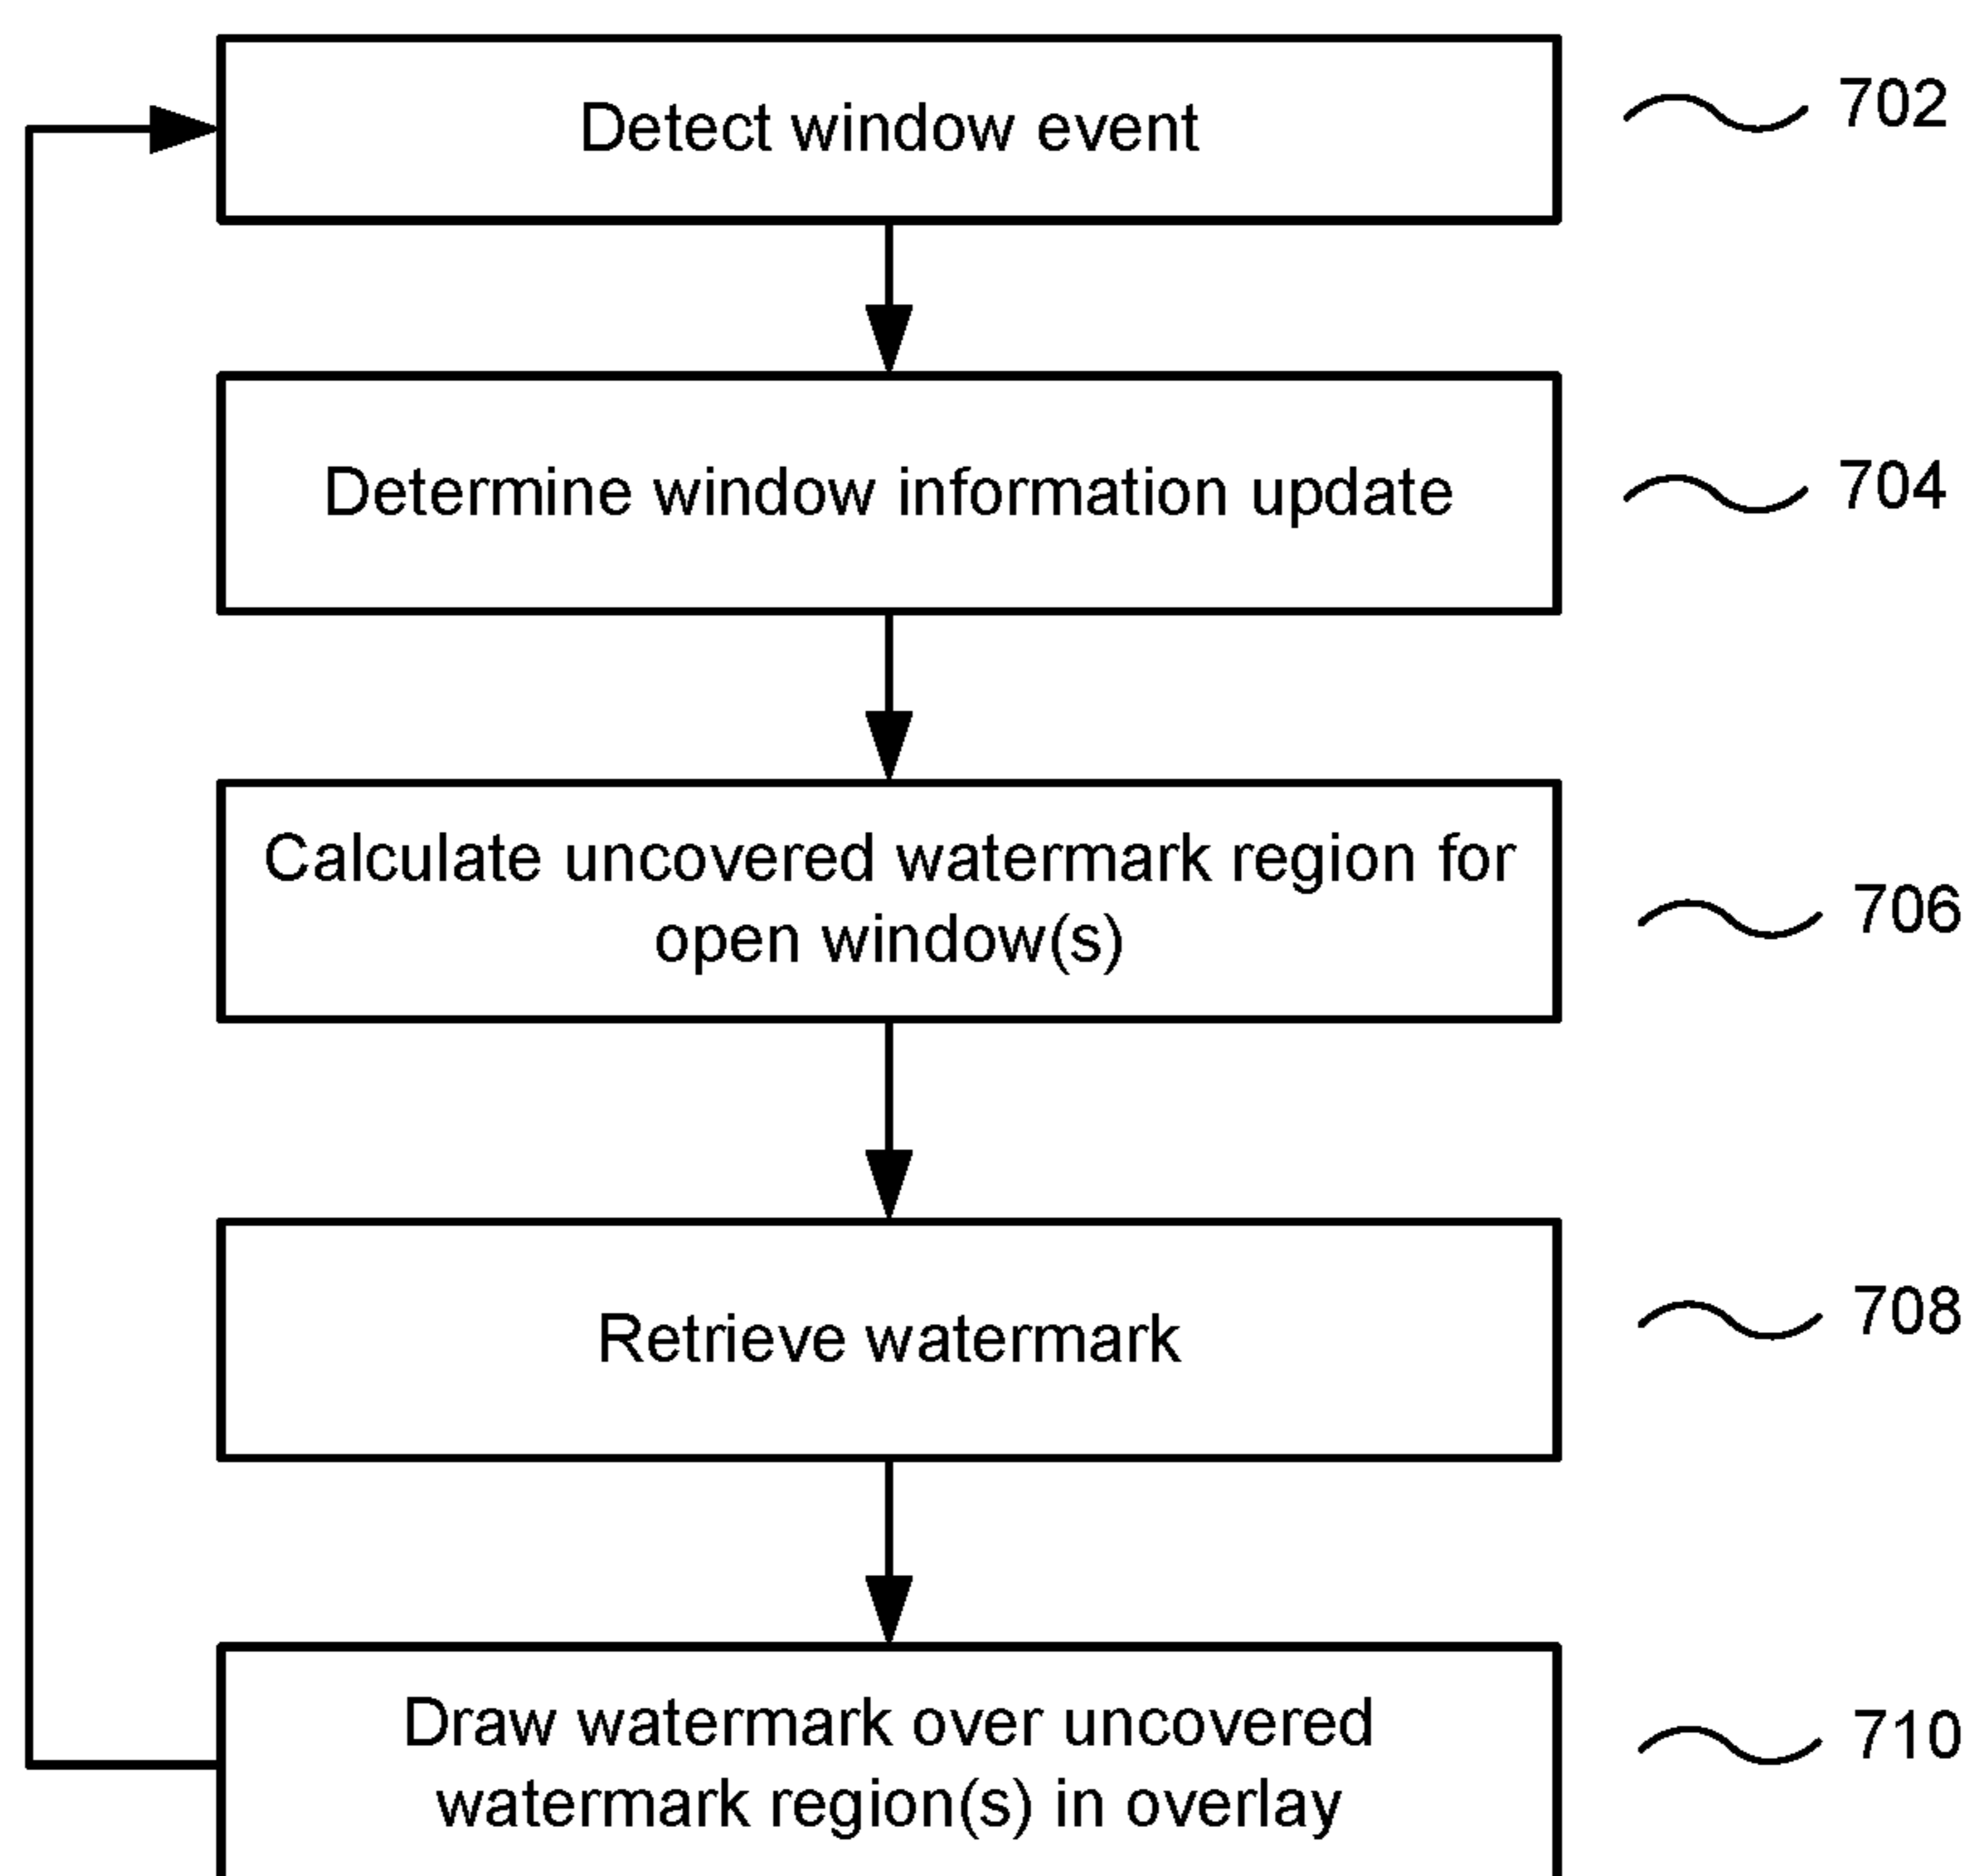 Detect window event
702
Determine window information update
704
Calculate uncovered watermark region for
open window(s)
706
Retrieve watermark
708
Draw watermark over uncovered
watermark region(s) in overlay
710